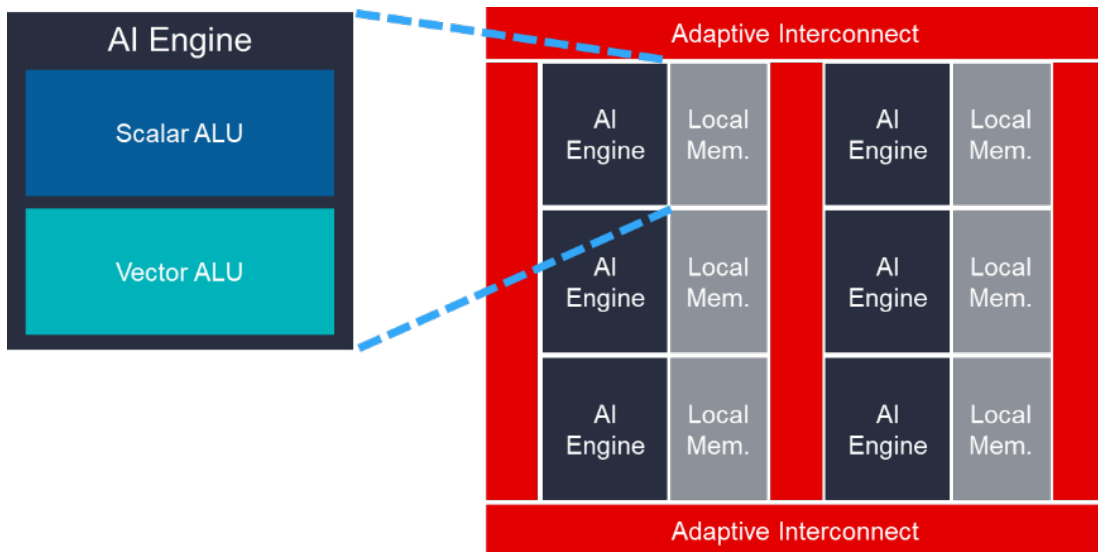 AI Engine
Scalar ALU
Vector ALU
Adaptive Interconnect
AI
Engine
Local
Mem.
AI
Engine
Local
Mem.
AI
Engine
Local
Mem.
AI
Engine
Local
Mem.
AI
Engine
Local
Mem.
AI
Engine
Local
Mem.
Adaptive Interconnect